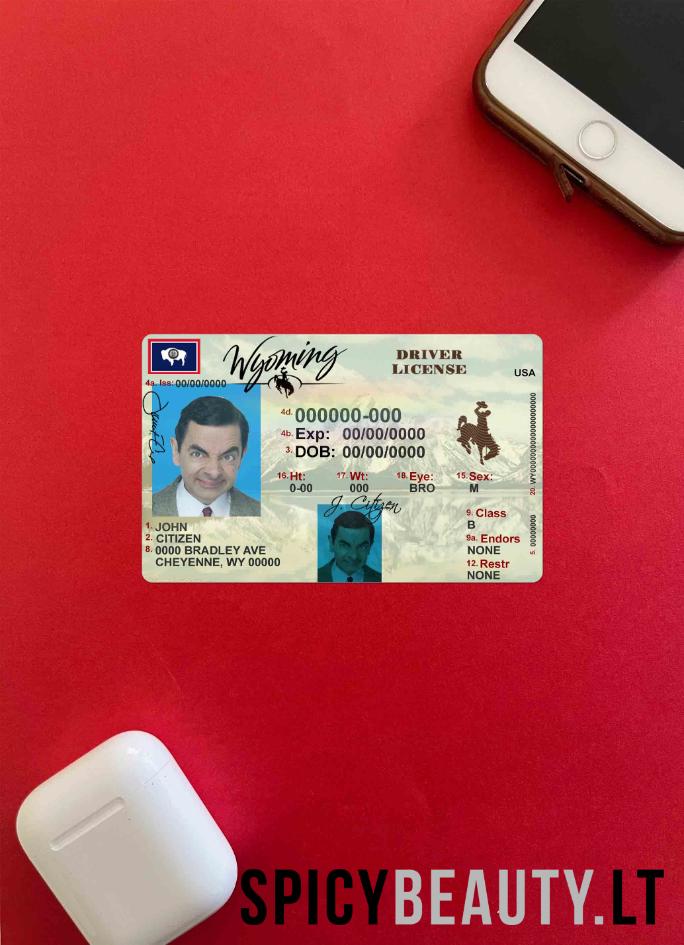 Wyoming
DRIVER
LICENSE
USA
4a. Iss: 00/00/0000
4d. 000000-000
4b. Exp: 00/00/0000
3. DOB: 00/00/0000
16. Ht: 17. Wt: 18. Eye: 15. Sex:
0-00 000 BRO M
J. Citizen
1. JOHN
2. CITIZEN
8. 0000 BRADLEY AVE
CHEYENNE, WY 00000
9. Class
B
9a. Endors
NONE
12. Restr
NONE
5. 00000000
SPICYBEAUTY.LT